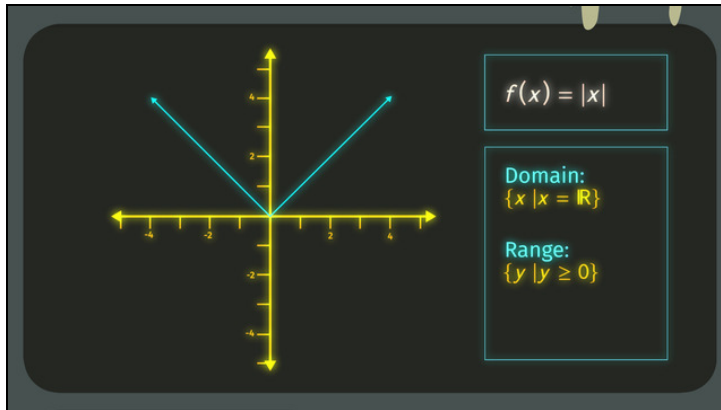 f(x) = |x|
Domain:
{x |x = ℝ}
Range:
{y |y ≥ 0}
4
2
-4
-2
2
4
-2
-4